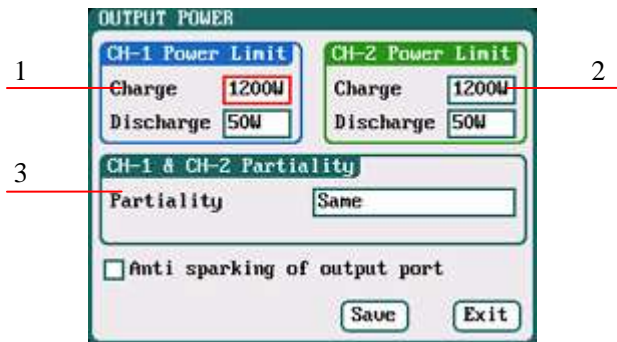 OUTPUT POWER
CH-1 Power Limit CH-2 Power Limit
1 Charge 1200W Charge 1200W 2
Discharge 50W Discharge 50W
CH-1 & CH-2 Partiality
3 Partiality Same
Anti sparking of output port
Save Exit